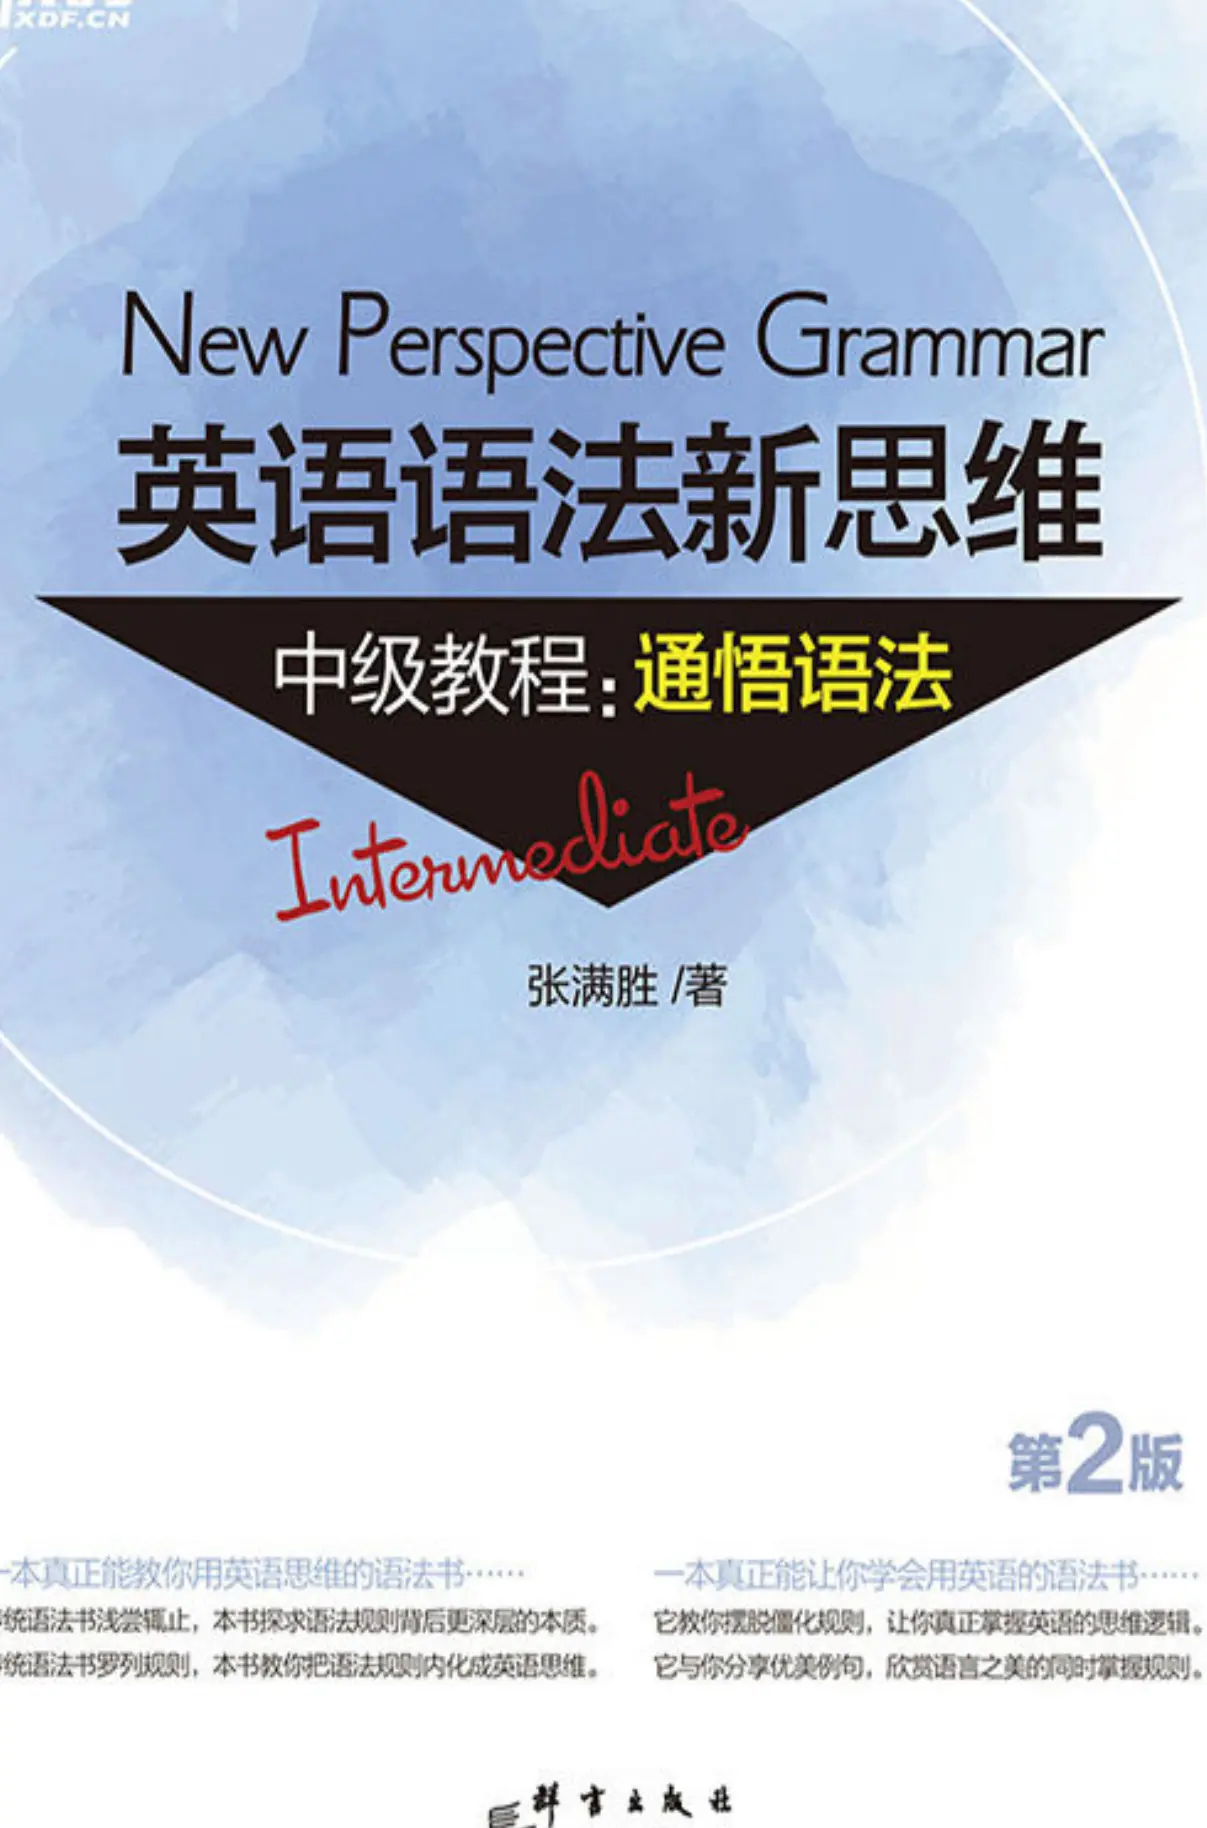 XDF.CN
New Perspective Grammar
英语语法新思维
中级教程：通悟语法
Intermediate
张满胜 /著
第2版
一本真正能教你用英语思维的语法书……
统语法书浅尝辄止，本书探求语法规则背后更深层的本质。
统语法书罗列规则，本书教你把语法规则内化成英语思维。
一本真正能让你学会用英语的语法书……
它教你摆脱僵化规则，让你真正掌握英语的思维逻辑。
它与你分享优美例句，欣赏语言之美的同时掌握规则。
群言出版社